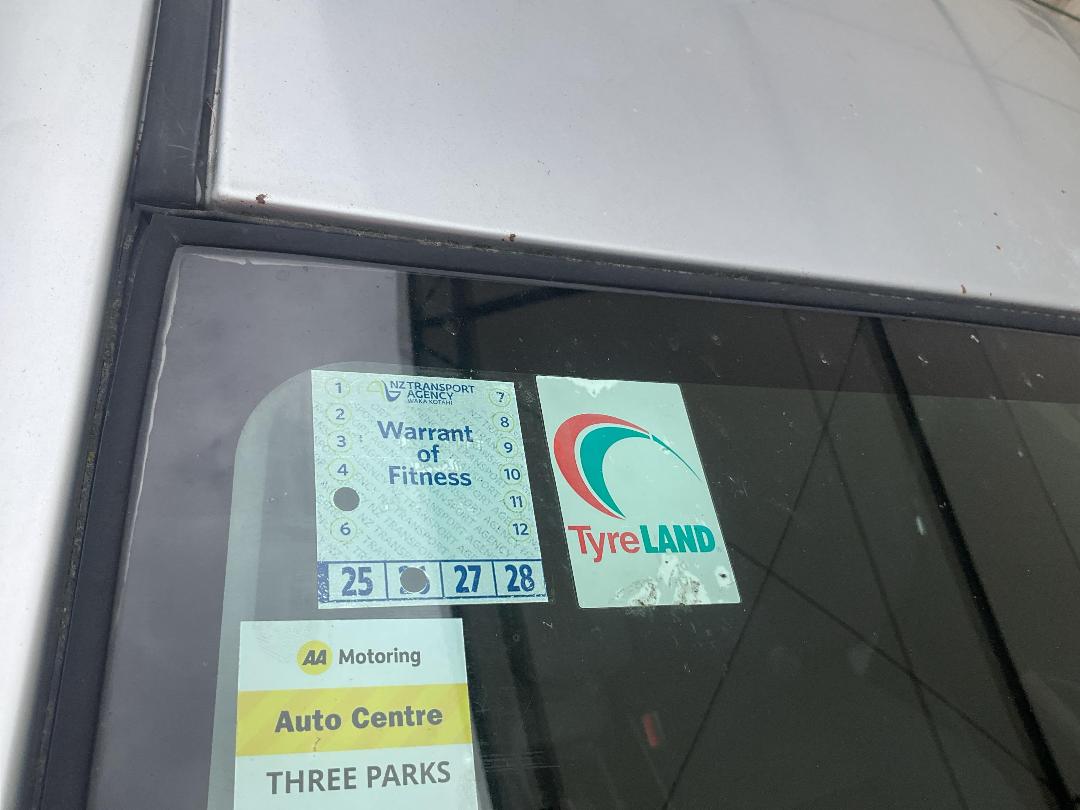 NZ TRANSPORT
AGENCY
WAKA KOTAHI
Warrant
of
Fitness
1
2
3
4
6
7
8
9
10
11
12
25
27
28
TyreLAND
AA Motoring
Auto Centre
THREE PARKS